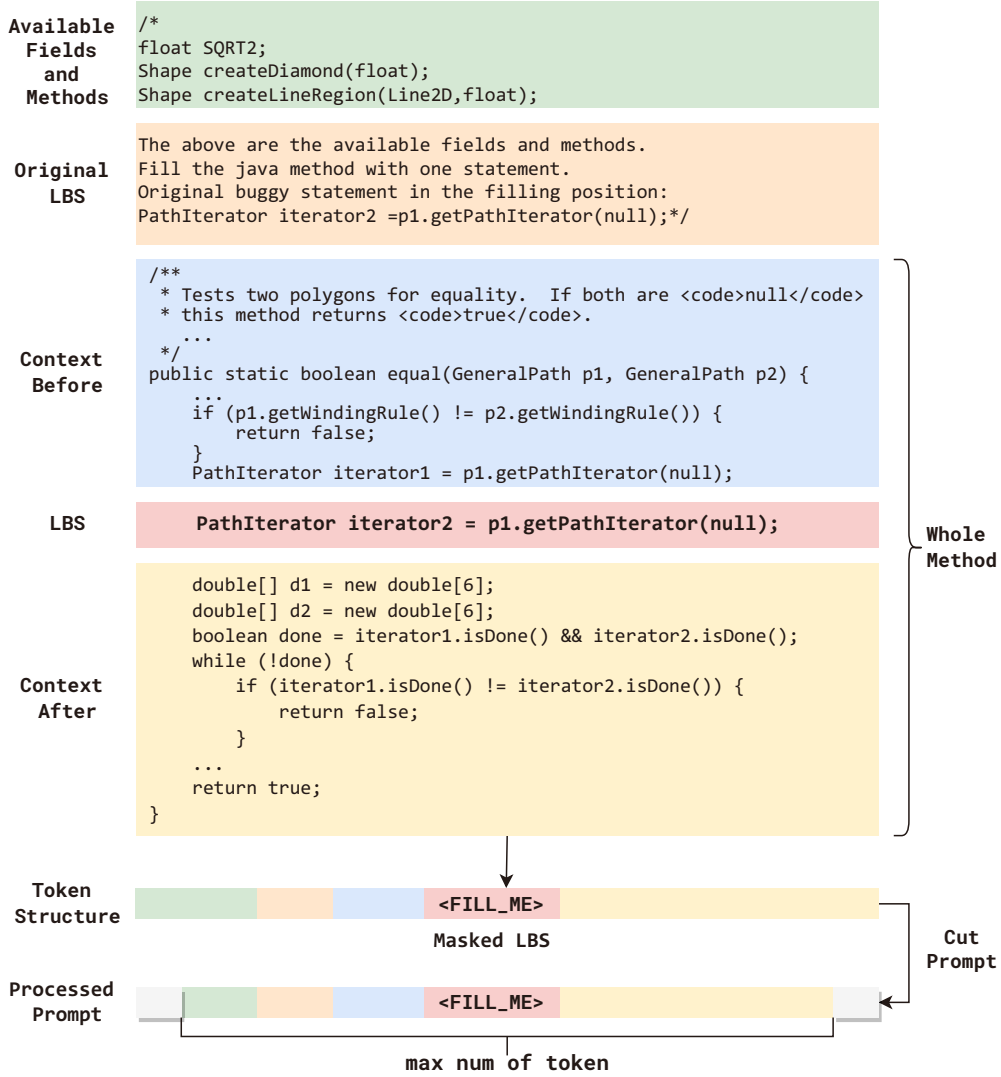 Available
Fields
and
Methods
/*
float SQRT2;
Shape createDiamond(float);
Shape createLineRegion(Line2D,float);
Original
LBS
The above are the available fields and methods.
Fill the java method with one statement.
Original buggy statement in the filling position:
PathIterator iterator2 =p1.getPathIterator(null);*/
Context
Before
/**
 * Tests two polygons for equality.  If both are <code>null</code>
 * this method returns <code>true</code>.
   ...
 */
public static boolean equal(GeneralPath p1, GeneralPath p2) {
    ...
    if (p1.getWindingRule() != p2.getWindingRule()) {
        return false;
    }
    PathIterator iterator1 = p1.getPathIterator(null);
LBS
PathIterator iterator2 = p1.getPathIterator(null);
Whole
Method
Context
After
    double[] d1 = new double[6];
    double[] d2 = new double[6];
    boolean done = iterator1.isDone() && iterator2.isDone();
    while (!done) {
        if (iterator1.isDone() != iterator2.isDone()) {
            return false;
        }
    ...
    return true;
}
Token
Structure
<FILL_ME>
Masked LBS
Cut
Prompt
Processed
Prompt
<FILL_ME>
max num of token